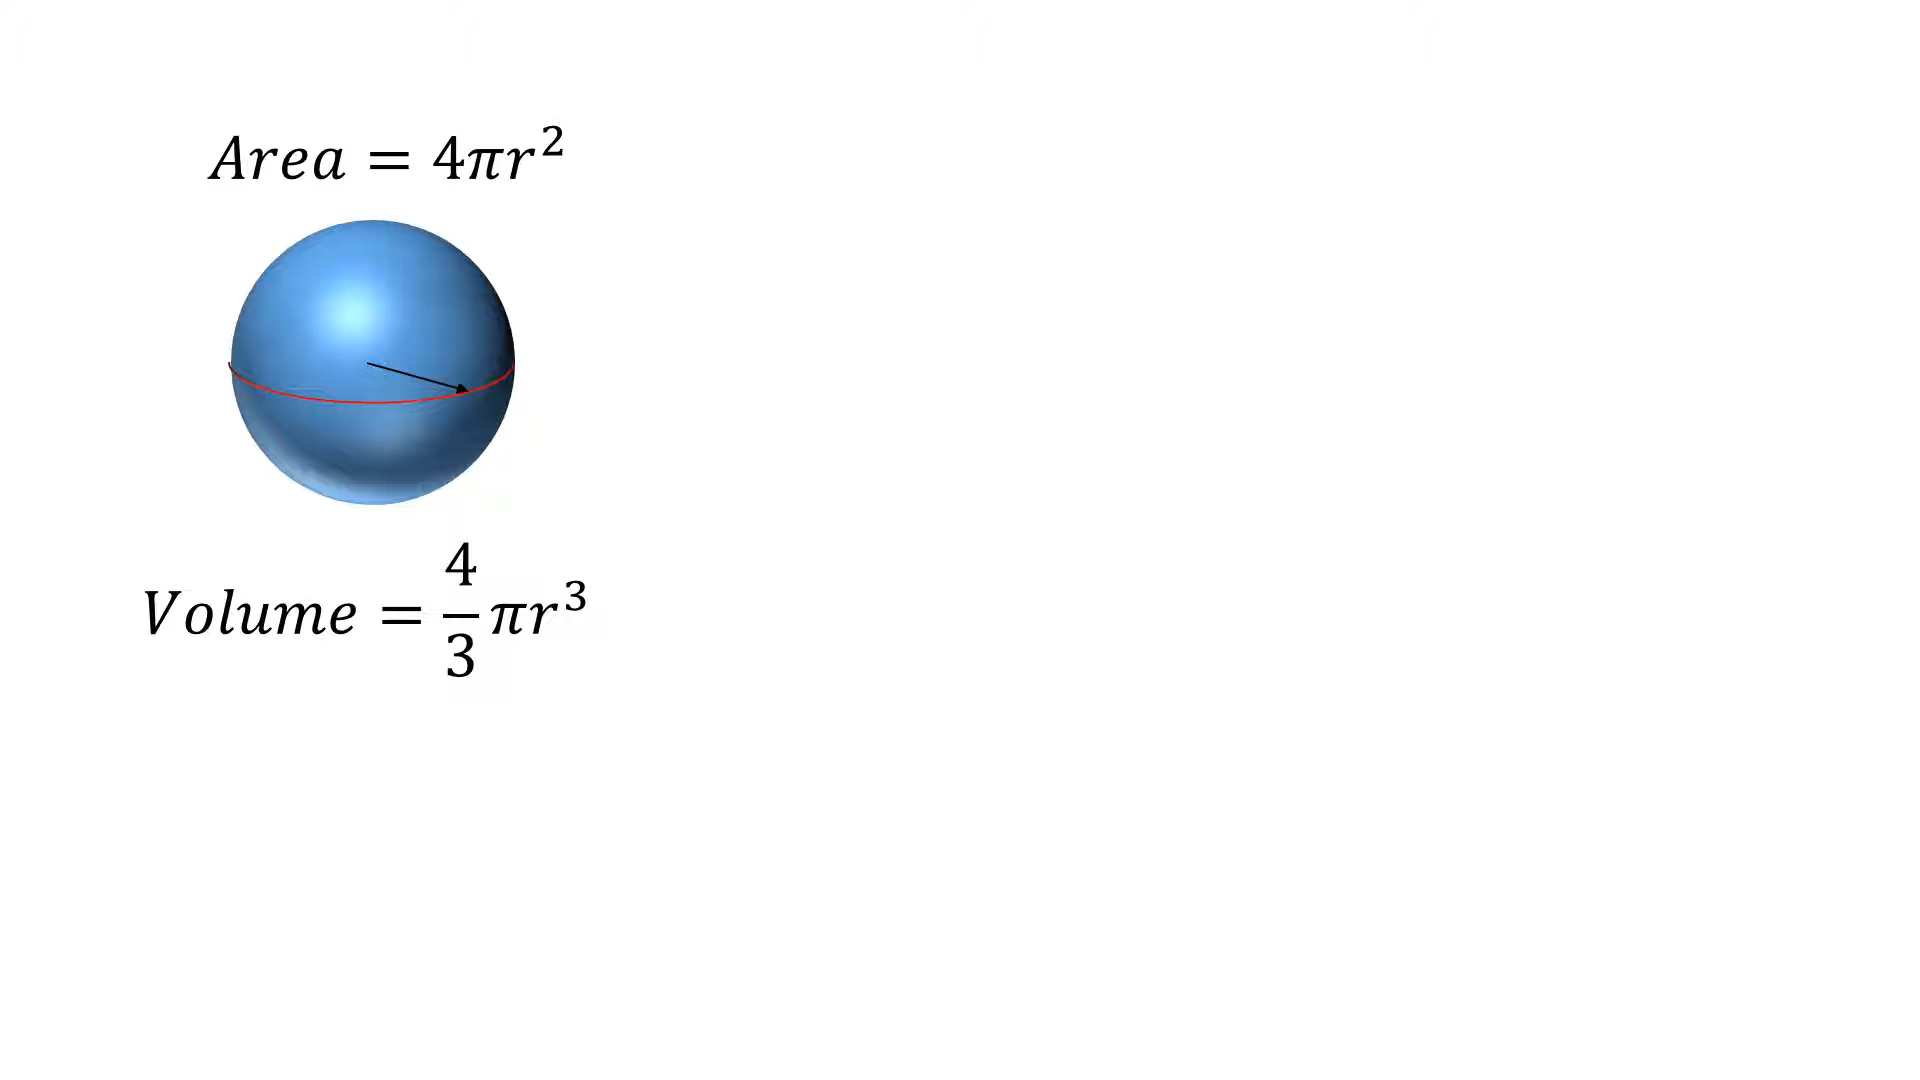 Area = 4πr²
Volume = 4/3 πr³